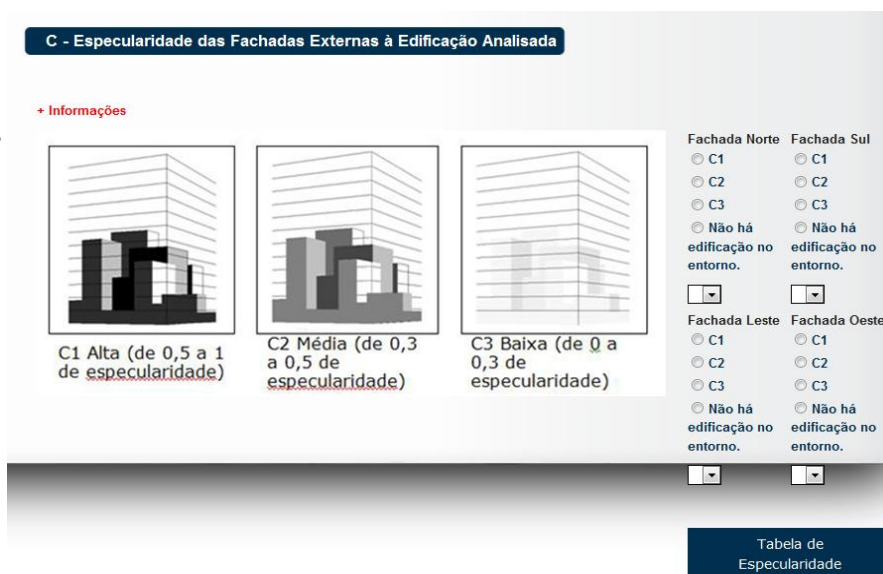 C - Especularidade das Fachadas Externas à Edificação Analisada
+ Informações
C1 Alta (de 0,5 a 1
de especularidade)
C2 Média (de 0,3
a 0,5 de
especularidade)
C3 Baixa (de 0 a
0,3 de
especularidade)
Fachada Norte
C1
C2
C3
Não há
edificação no
entorno.
Fachada Sul
C1
C2
C3
Não há
edificação no
entorno.
Fachada Leste
C1
C2
C3
Não há
edificação no
entorno.
Fachada Oeste
C1
C2
C3
Não há
edificação no
entorno.
Tabela de
Especularidade